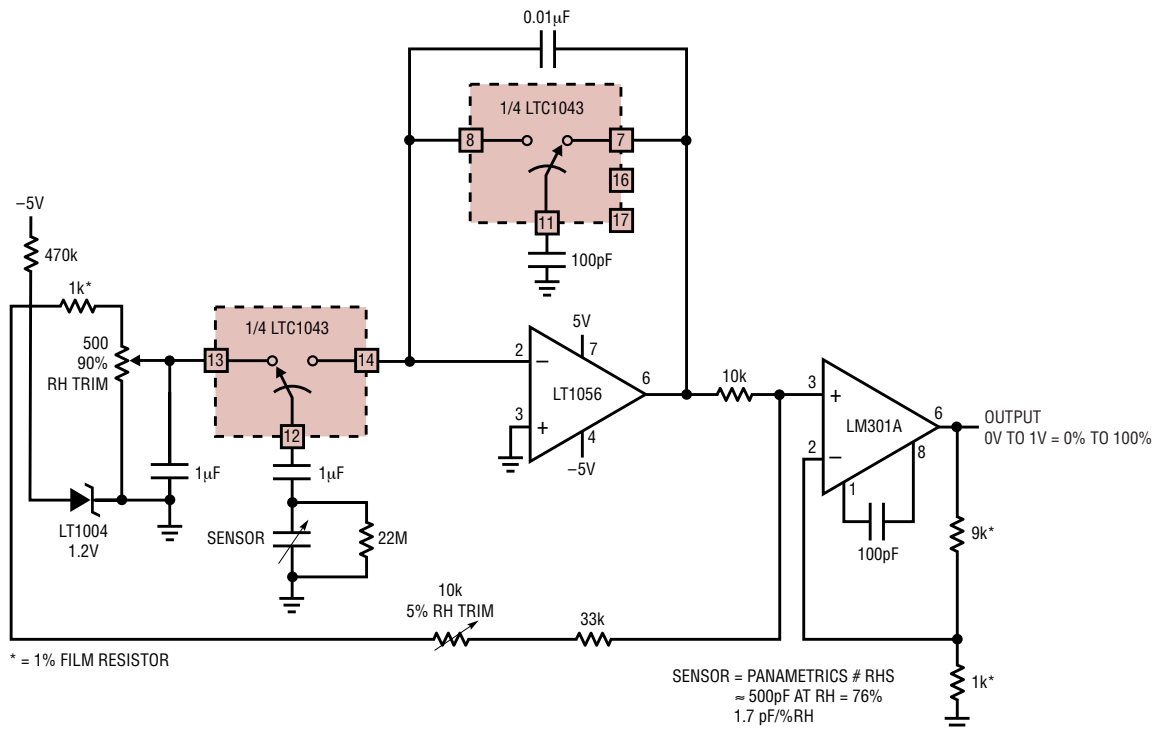 0.01µF
1/4 LTC1043
8
7
16
17
11
100pF
–5V
470k
1k*
500
90%
RH TRIM
1/4 LTC1043
13
14
12
1µF
1µF
LT1004
1.2V
SENSOR
22M
5V
2
–
7
LT1056
6
3
+
4
–5V
10k
3
+
LM301A
6
2
–
8
1
100pF
OUTPUT
0V TO 1V = 0% TO 100%
9k*
10k
5% RH TRIM
33k
1k*
* = 1% FILM RESISTOR
SENSOR = PANAMETRICS # RHS
≈ 500pF AT RH = 76%
1.7 pF/%RH